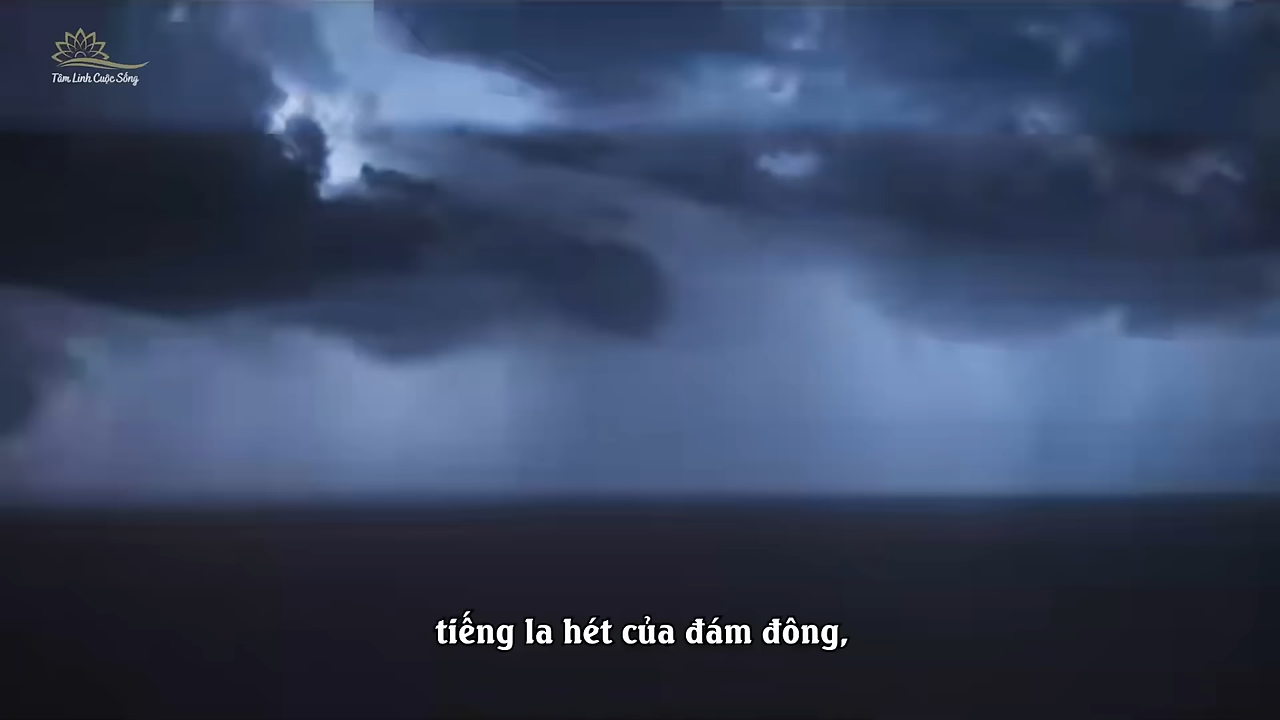 Tâm Linh Cuộc Sống
tiếng la hét của đám đông,